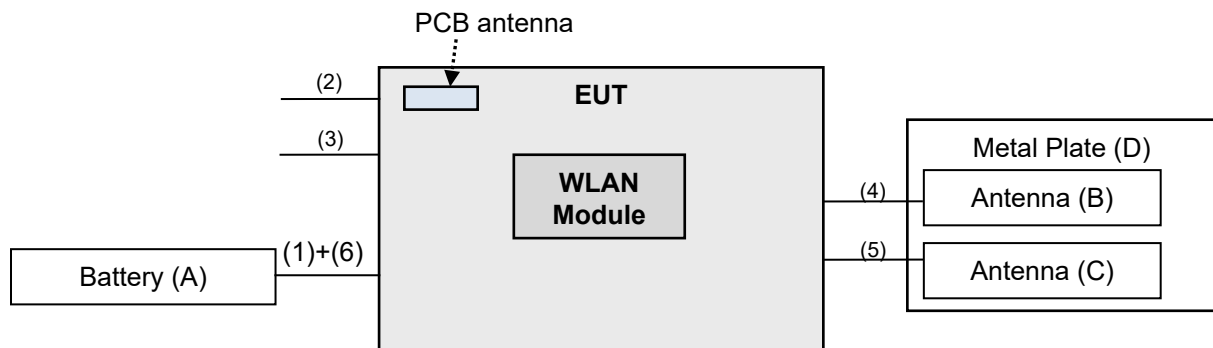 PCB antenna
(2)
EUT
(3)
Metal Plate (D)
WLAN
Module
(4)
Antenna (B)
(1)+(6)
(5)
Battery (A)
Antenna (C)